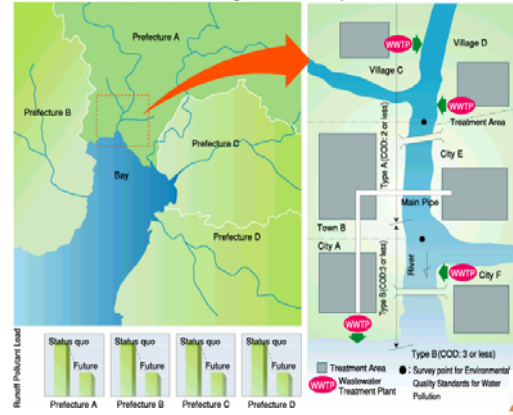 Prefecture A
Prefecture B
Prefecture C
Bay
Prefecture D
Runoff Pollutant Load
Status quo
Future
Prefecture A
Status quo
Future
Prefecture B
Status quo
Future
Prefecture C
Status quo
Future
Prefecture D
WWTP
Village D
Village C
WWTP
Treatment Area
Type A (COD: 2 or less)
City E
Main Pipe
Town B
City A
Type B (COD:3 or less)
River
WWTP
City F
WWTP
Type B (COD: 3 or less)
Treatment Area
: Survey point for Environmental
WWTP
Wastewater
Treatment Plant
Quality Standards for Water
Pollution